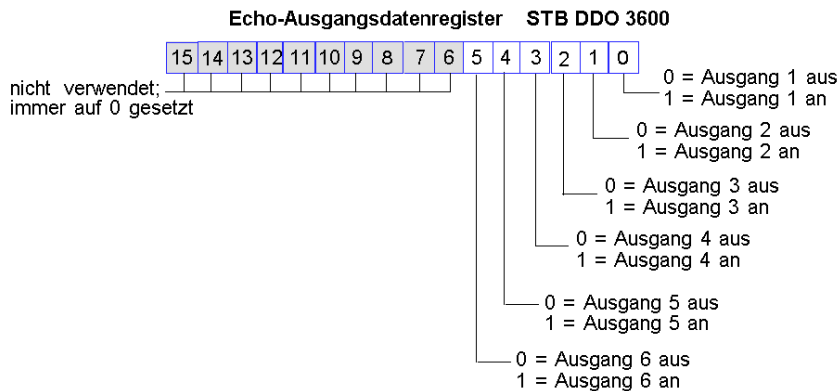 Echo-Ausgangsdatenregister STB DDO 3600
15 14 13 12 11 10 9 8 7 6 5 4 3 2 1 0
nicht verwendet;
immer auf 0 gesetzt
0 = Ausgang 1 aus
1 = Ausgang 1 an
0 = Ausgang 2 aus
1 = Ausgang 2 an
0 = Ausgang 3 aus
1 = Ausgang 3 an
0 = Ausgang 4 aus
1 = Ausgang 4 an
0 = Ausgang 5 aus
1 = Ausgang 5 an
0 = Ausgang 6 aus
1 = Ausgang 6 an